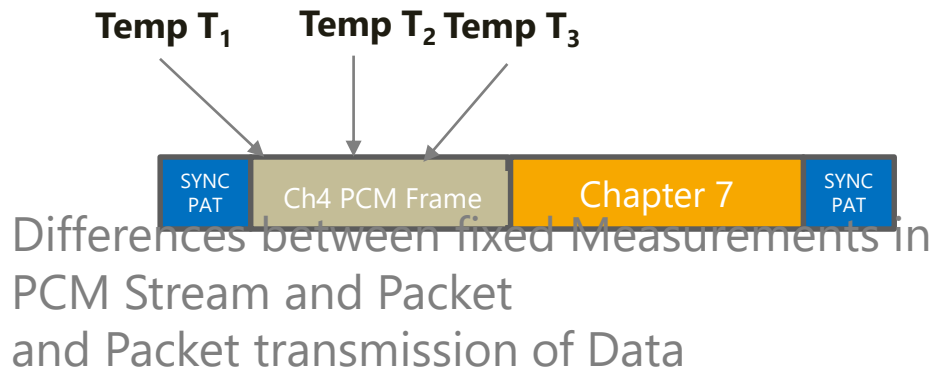 Temp T₁ Temp T₂ Temp T₃
SYNC PAT
Ch4 PCM Frame
Chapter 7
SYNC PAT
Differences between fixed Measurements in
PCM Stream and Packet
and Packet transmission of Data